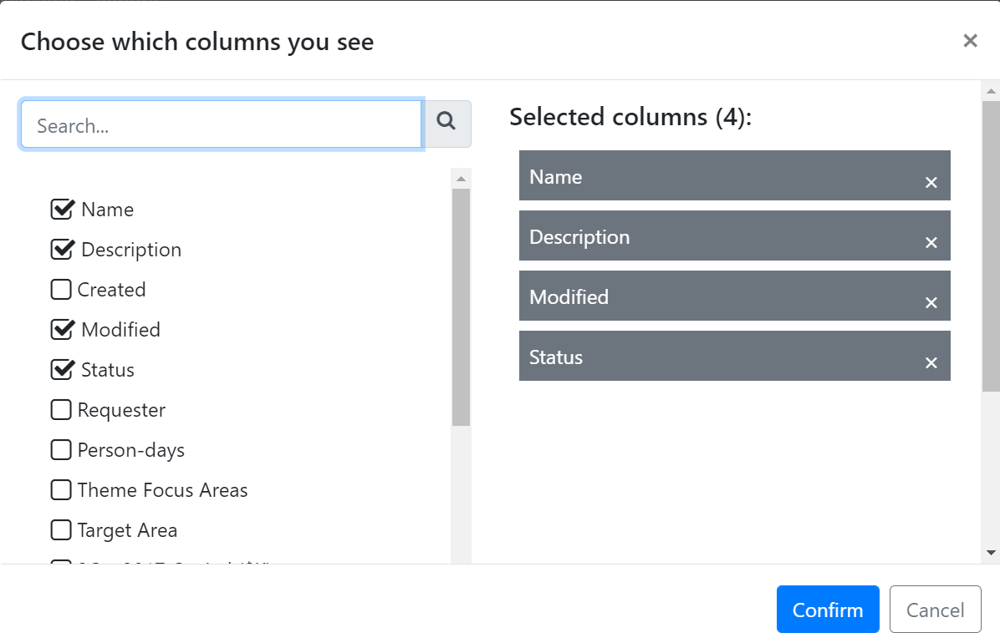 Choose which columns you see
Search...
Name
Description
Created
Modified
Status
Requester
Person-days
Theme Focus Areas
Target Area
Selected columns (4):
Name
Description
Modified
Status
Confirm
Cancel